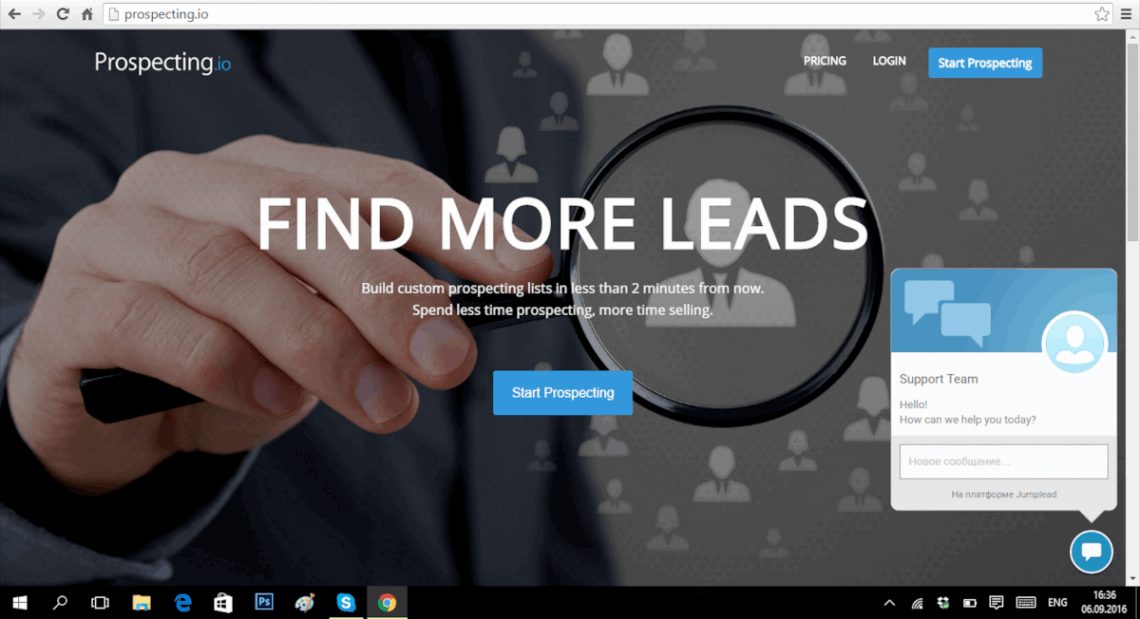 prospecting.io
Prospecting.io
PRICING
LOGIN
Start Prospecting
FIND MORE LEADS
Build custom prospecting lists in less than 2 minutes from now.
Spend less time prospecting, more time selling.
Start Prospecting
Support Team
Hello!
How can we help you today?
Новое сообщение...
На платформе Jumplead
Ps
ENG
16:36
06.09.2016